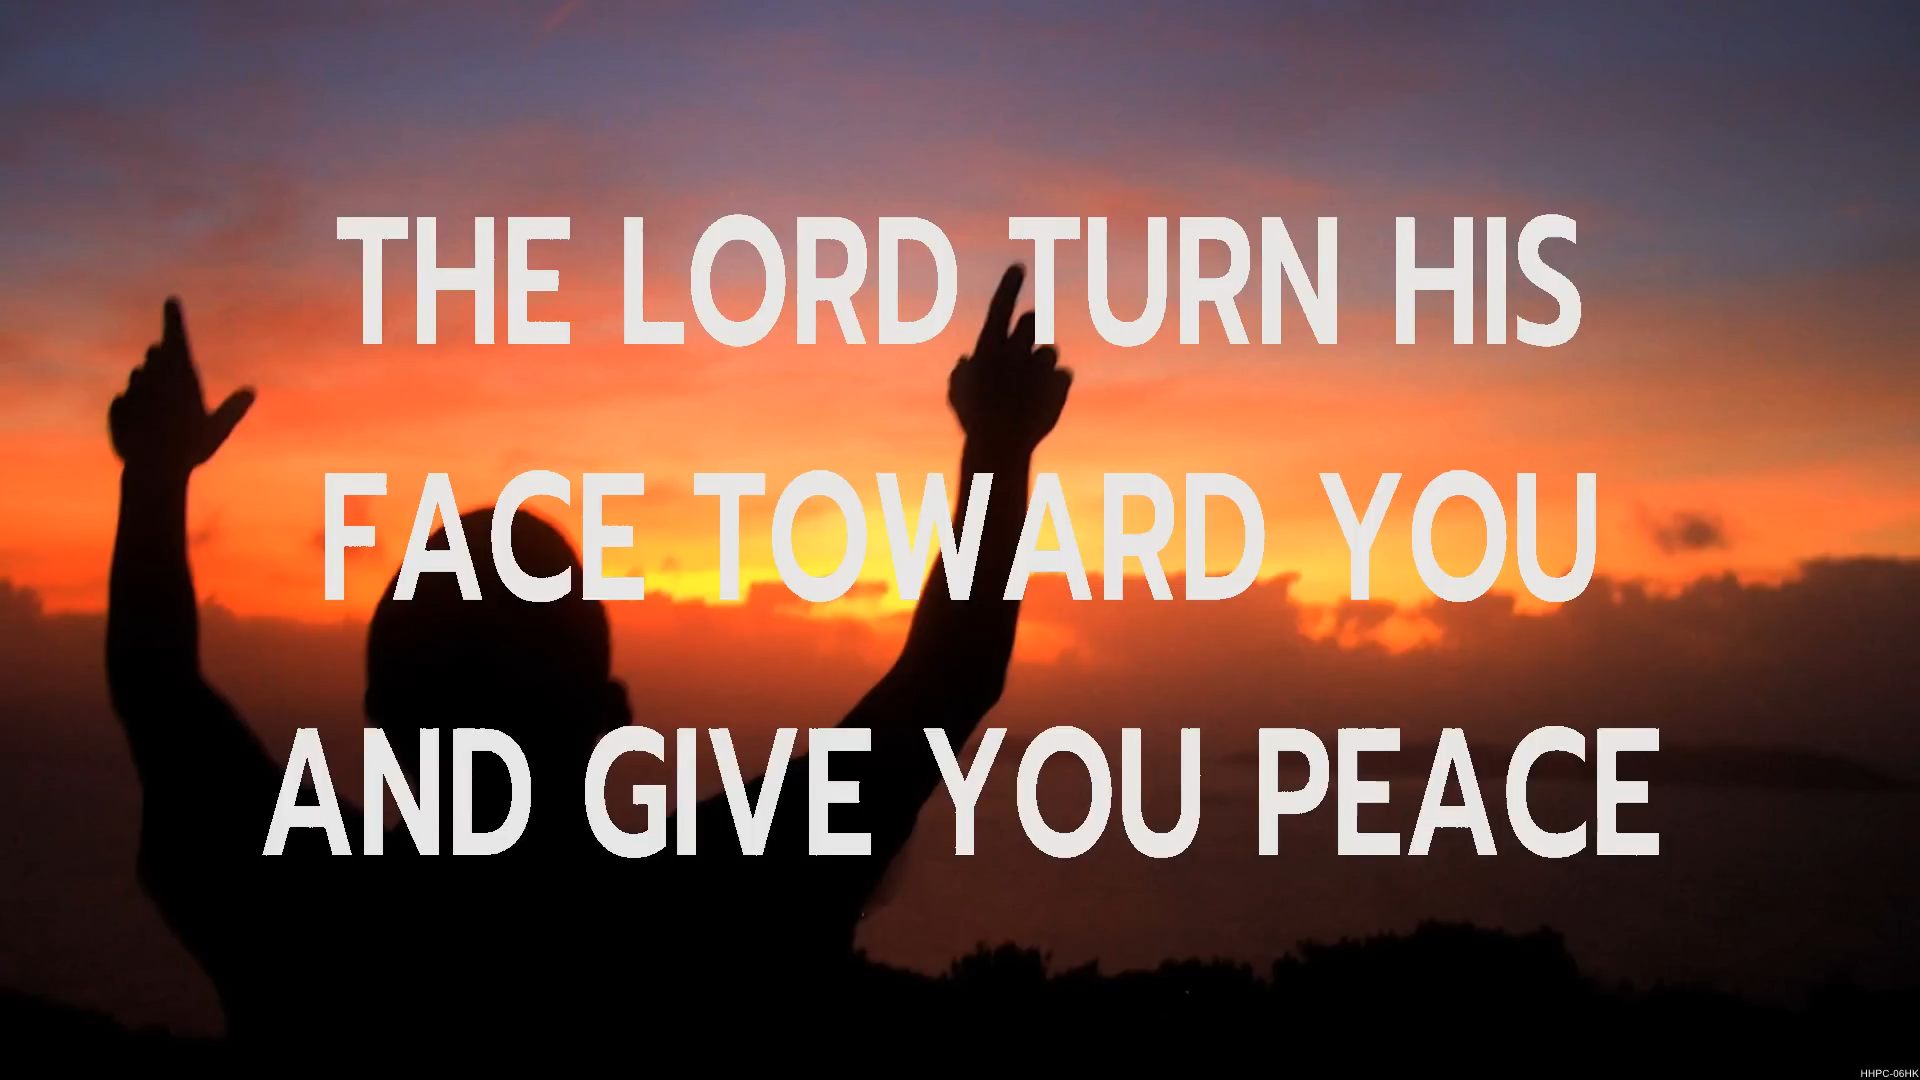 THE LORD TURN HIS
FACE TOWARD YOU
AND GIVE YOU PEACE
HHPC-06HK